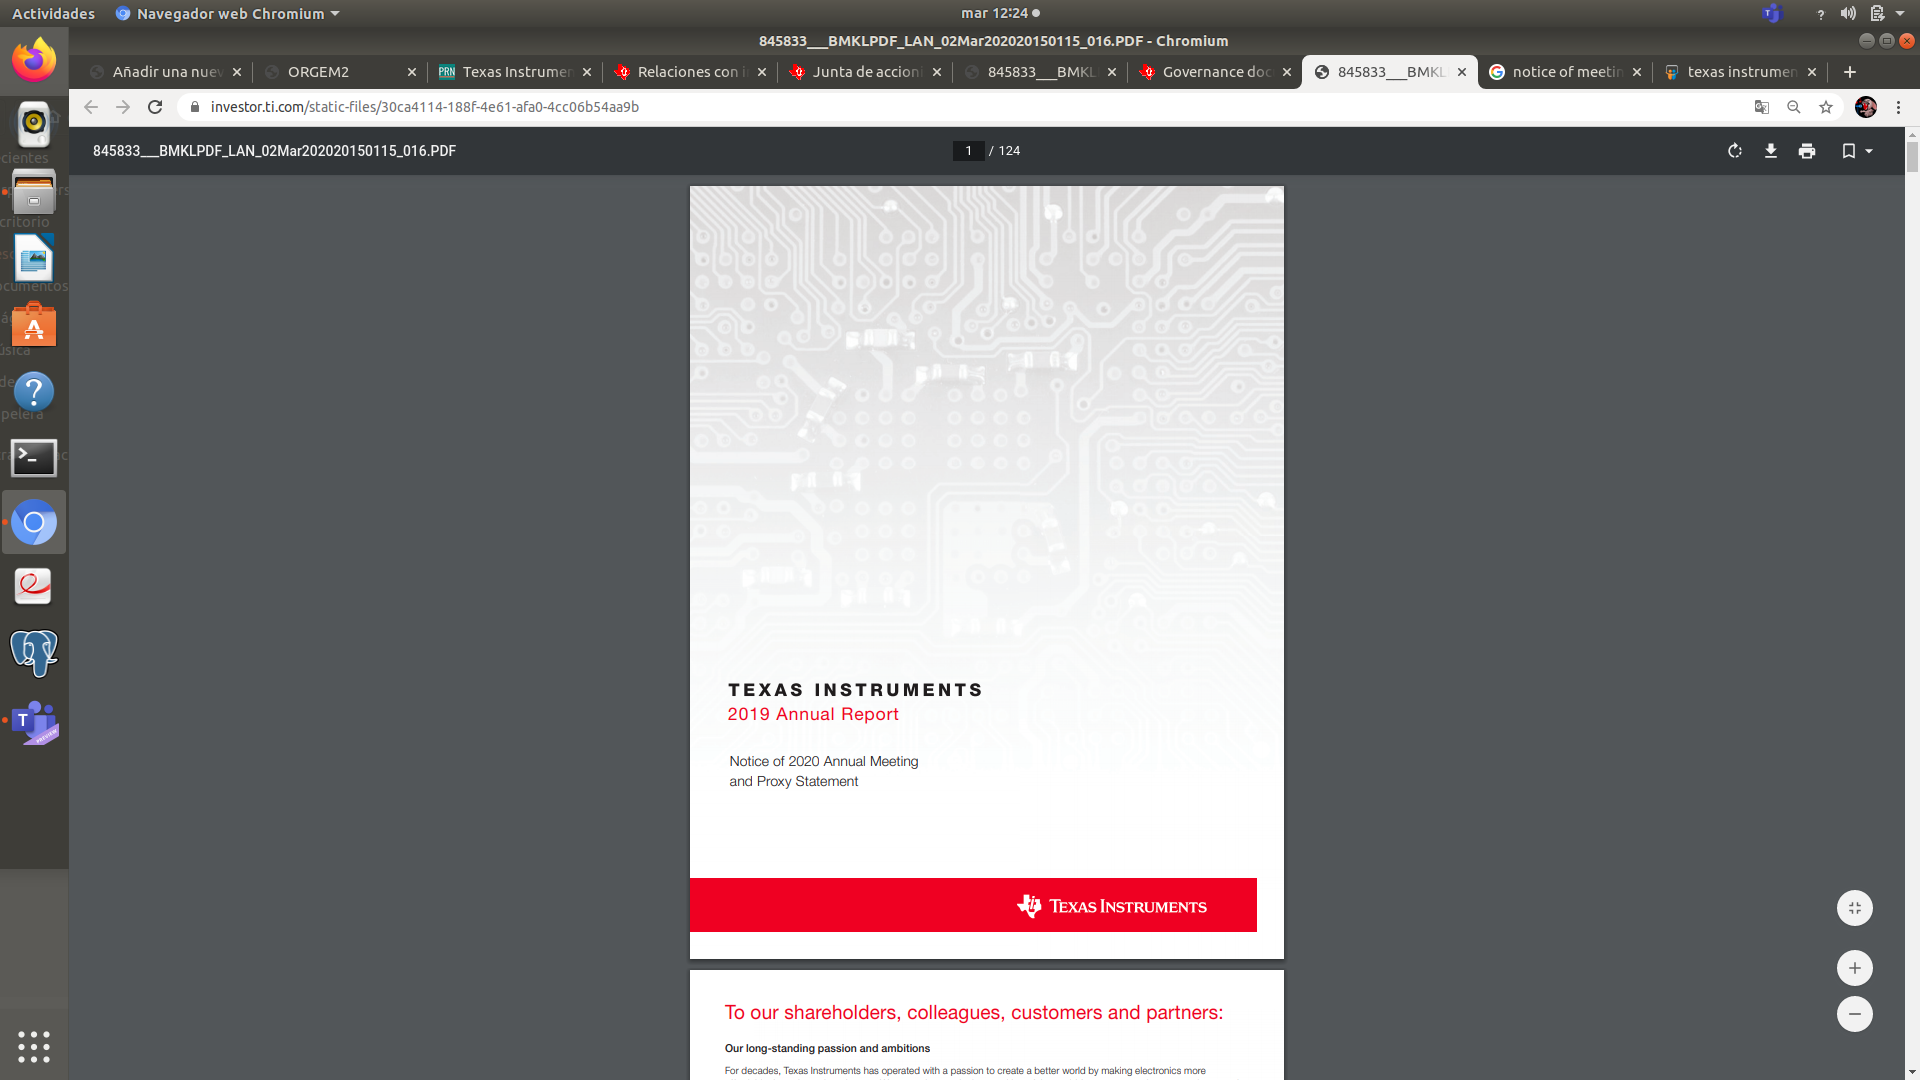 Actividades
Navegador web Chromium
mar 12:24
845833___BMKLPDF_LAN_02Mar202020150115_016.PDF - Chromium
Añadir una nuev
ORGEM2
PRN Texas Instrumen
Relaciones con i
Junta de accioni
845833___BMKL
Governance doc
845833___BMKL
notice of meetin
texas instrumen
investor.ti.com/static-files/30ca4114-188f-4e61-afa0-4cc06b54aa9b
845833___BMKLPDF_LAN_02Mar202020150115_016.PDF
1 / 124
TEXAS INSTRUMENTS
2019 Annual Report
Notice of 2020 Annual Meeting
and Proxy Statement
TEXAS INSTRUMENTS
To our shareholders, colleagues, customers and partners:
Our long-standing passion and ambitions
For decades, Texas Instruments has operated with a passion to create a better world by making electronics more